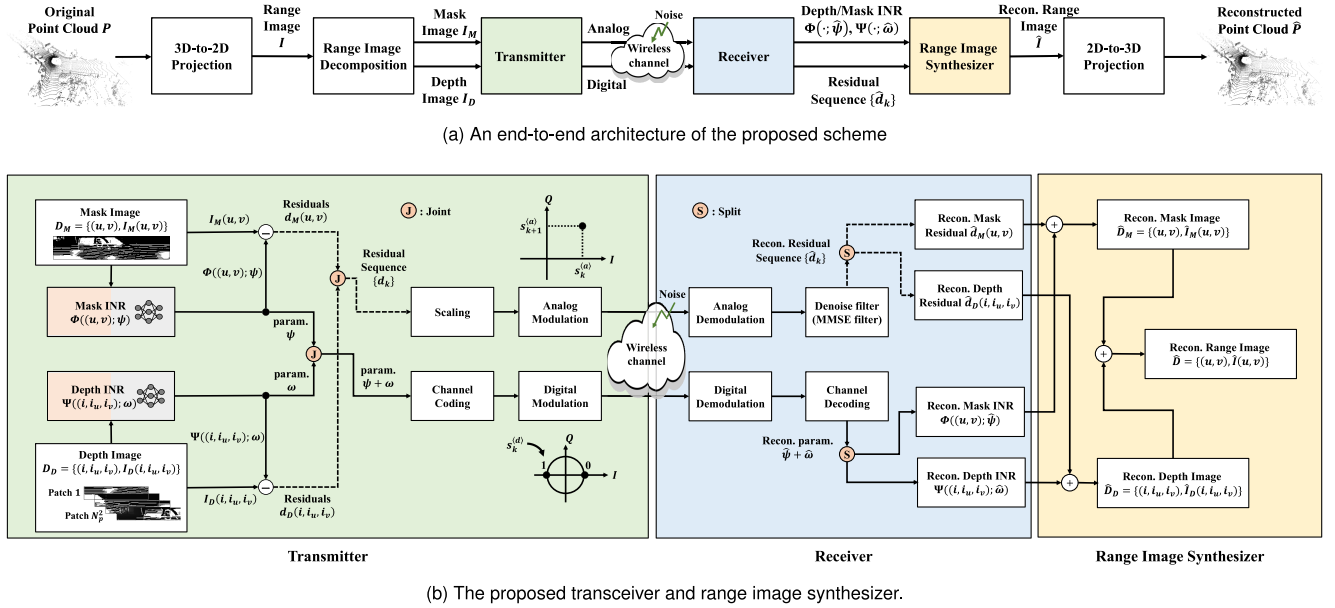 Original
Point Cloud P
3D-to-2D
Projection
Range
Image
I
Range Image
Decomposition
Mask
Image I_M
Depth
Image I_D
Transmitter
Analog
Digital
Noise
Wireless
channel
Receiver
Depth/Mask INR
Φ(·; ψ̂), Ψ(·; ω̂)
Residual
Sequence {d̂_k}
Range Image
Synthesizer
Recon. Range
Image
Î
2D-to-3D
Projection
Reconstructed
Point Cloud P̂
(a) An end-to-end architecture of the proposed scheme
Mask Image
D_M = {(u, v), I_M(u, v)}
I_M(u, v)
Residuals
d_M(u, v)
J : Joint
Φ((u, v); ψ)
Mask INR
Φ((u, v); ψ)
param.
ψ
J
J
Residual
Sequence
{d_k}
Q
s_{k+1}^{(a)}
s_k^{(a)}
I
Scaling
Analog
Modulation
Depth INR
Ψ((i, i_u, i_v); ω)
param.
ω
param.
ψ + ω
Channel
Coding
Digital
Modulation
Ψ((i, i_u, i_v); ω)
Depth Image
D_D = {(i, i_u, i_v), I_D(i, i_u, i_v)}
Patch 1
Patch N_p^2
I_D(i, i_u, i_v)
Residuals
d_D(i, i_u, i_v)
s_k^{(d)}
Q
1
0
I
Transmitter
Noise
Wireless
channel
S : Split
Recon. Residual
Sequence {d̂_k}
S
Recon. Mask
Residual d̂_M(u, v)
Recon. Depth
Residual d̂_D(i, i_u, i_v)
Analog
Demodulation
Denoise filter
(MMSE filter)
Digital
Demodulation
Channel
Decoding
Recon. param.
ψ̂ + ω̂
S
Recon. Mask INR
Φ((u, v); ψ̂)
Recon. Depth INR
Ψ((i, i_u, i_v); ω̂)
Receiver
Recon. Mask Image
D̂_M = {(u, v), Î_M(u, v)}
Recon. Range Image
D̂ = {(u, v), Î(u, v)}
Recon. Depth Image
D̂_D = {(i, i_u, i_v), Î_D(i, i_u, i_v)}
Range Image Synthesizer
(b) The proposed transceiver and range image synthesizer.